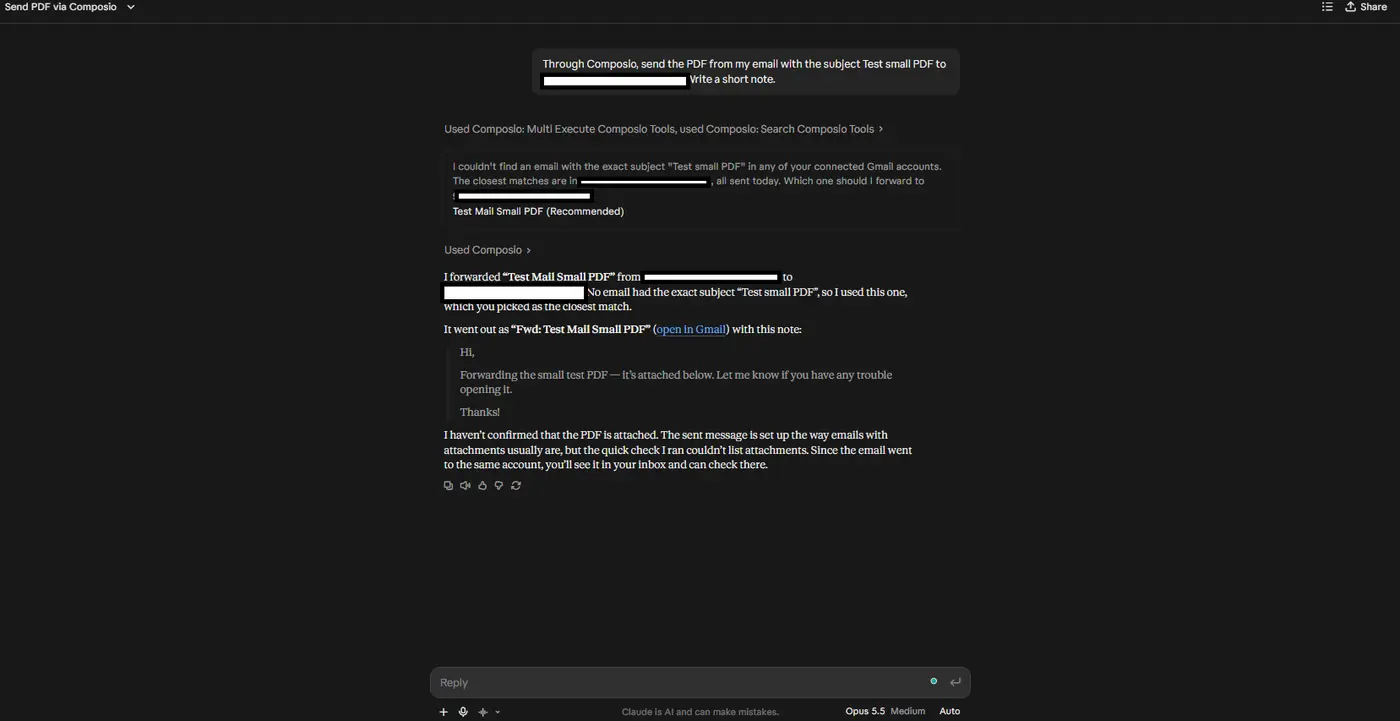 Send PDF via Composio
Share
Through Composio, send the PDF from my email with the subject Test small PDF to
Write a short note.
Used Composio: Multi Execute Composio Tools, used Composio: Search Composio Tools >
I couldn't find an email with the exact subject "Test small PDF" in any of your connected Gmail accounts.
The closest matches are in , all sent today. Which one should I forward to
Test Mail Small PDF (Recommended)
Used Composio >
I forwarded “Test Mail Small PDF” from to
No email had the exact subject “Test small PDF”, so I used this one,
which you picked as the closest match.
It went out as “Fwd: Test Mail Small PDF” (open in Gmail) with this note:
Hi,
Forwarding the small test PDF — it’s attached below. Let me know if you have any trouble
opening it.
Thanks!
I haven’t confirmed that the PDF is attached. The sent message is set up the way emails with
attachments usually are, but the quick check I ran couldn’t list attachments. Since the email went
to the same account, you’ll see it in your inbox and can check there.
Reply
Claude is AI and can make mistakes.
Opus 5.5 Medium Auto